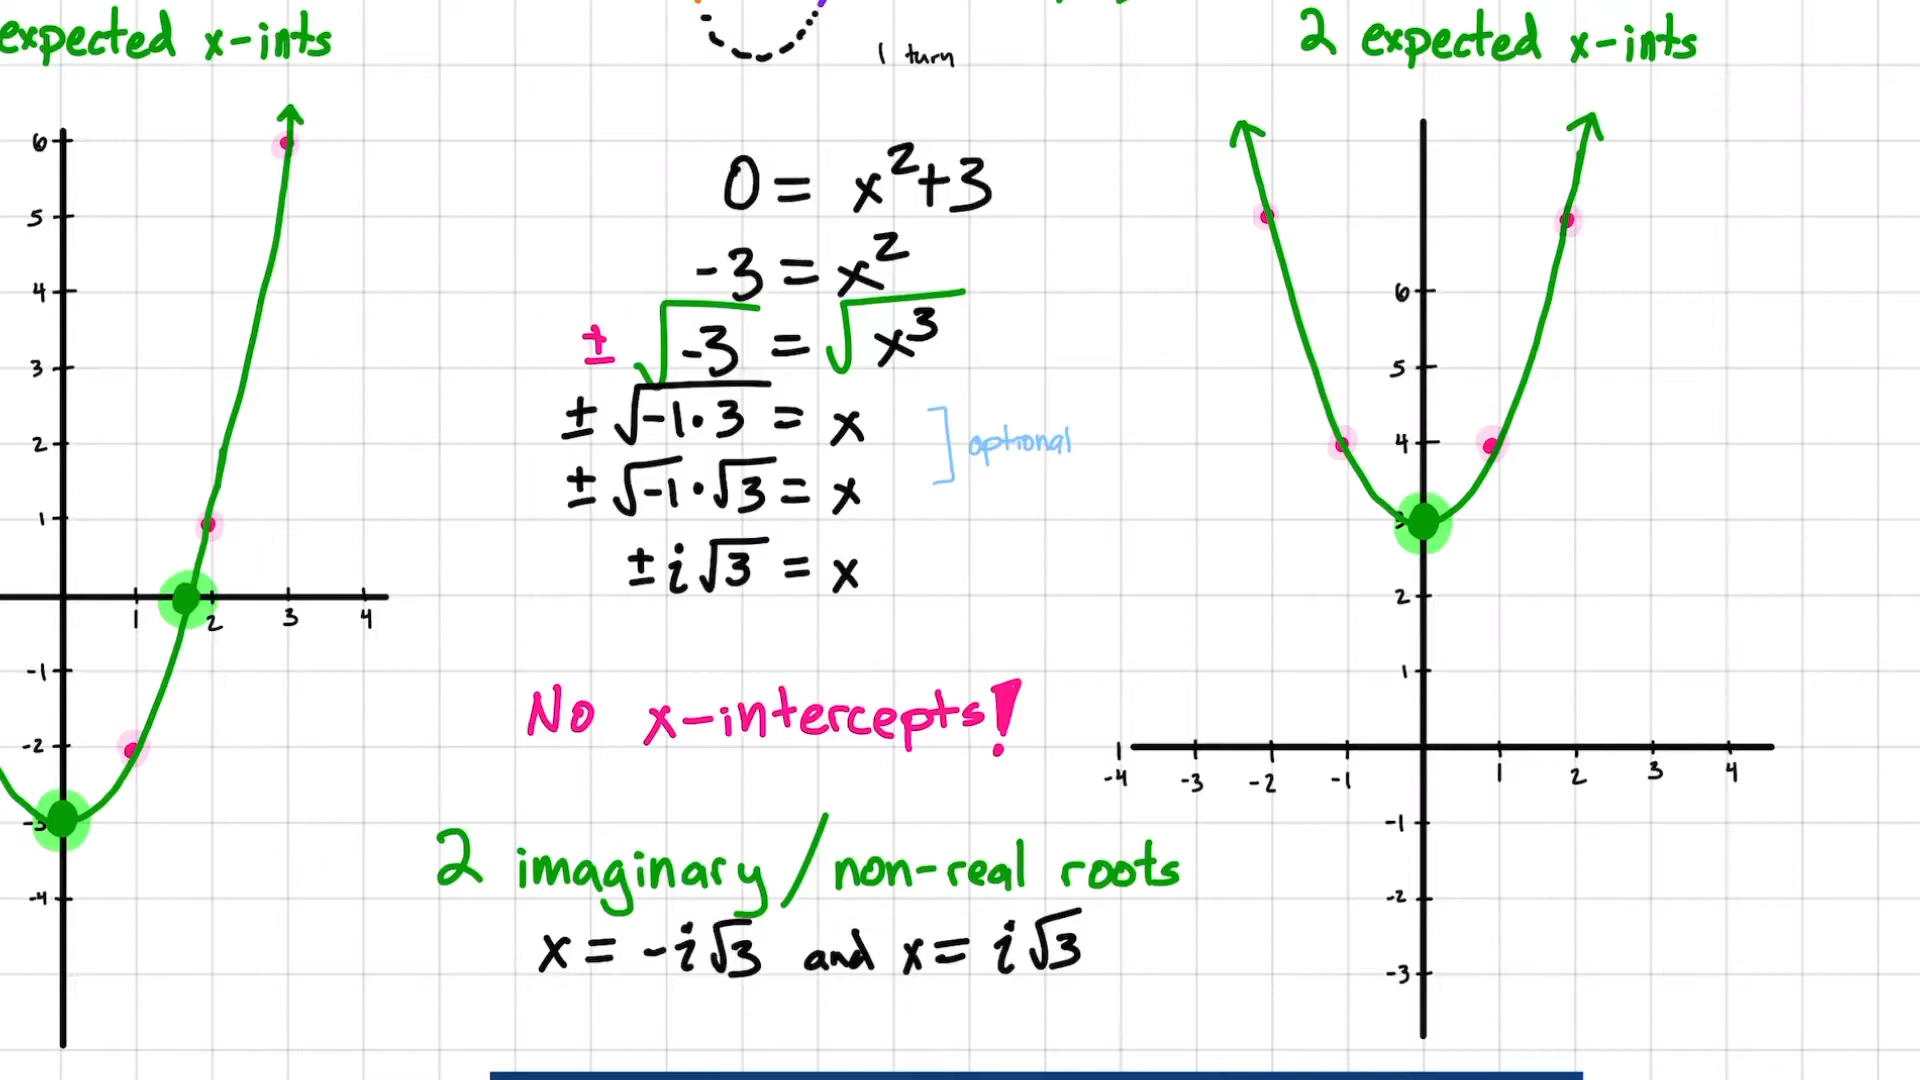 expected x-ints
1 turn
2 expected x-ints
6
5
4
3
2
1
1 2 3 4
-1
-2
-3
-4
0 = x²+3
-3 = x²
± √-3 = √x³
± √-1·3 = x
± √-1·√3 = x
] optional
± i√3 = x
No x-intercepts!
2 imaginary/non-real roots
x = -i√3 and x = i√3
6
5
4
3
2
1
-4 -3 -2 -1 1 2 3 4
-1
-2
-3